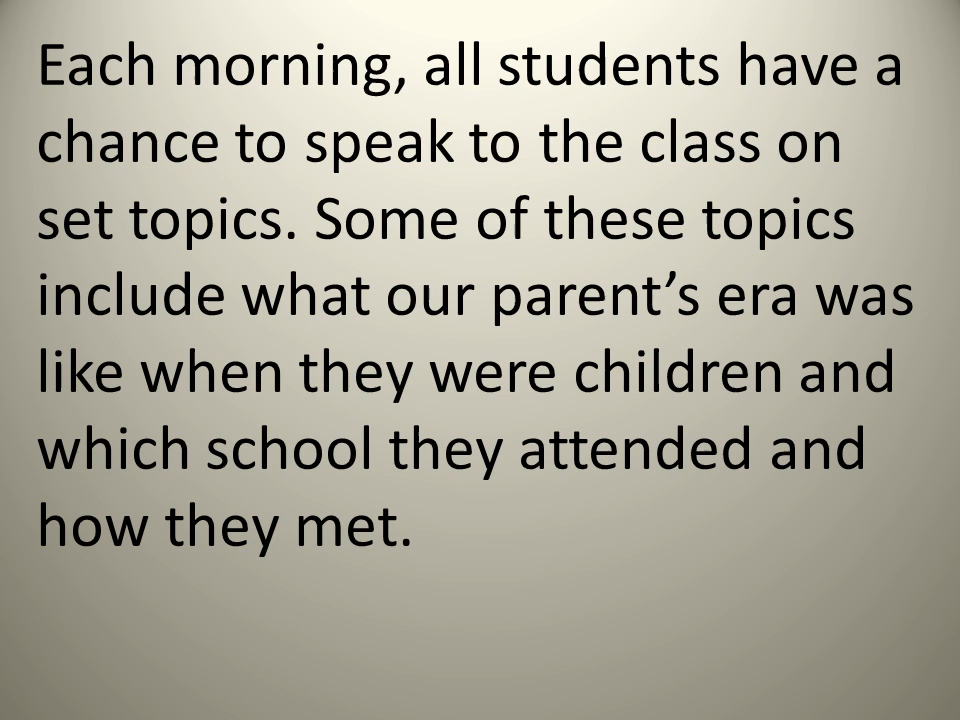 Each morning, all students have a
chance to speak to the class on
set topics. Some of these topics
include what our parent’s era was
like when they were children and
which school they attended and
how they met.